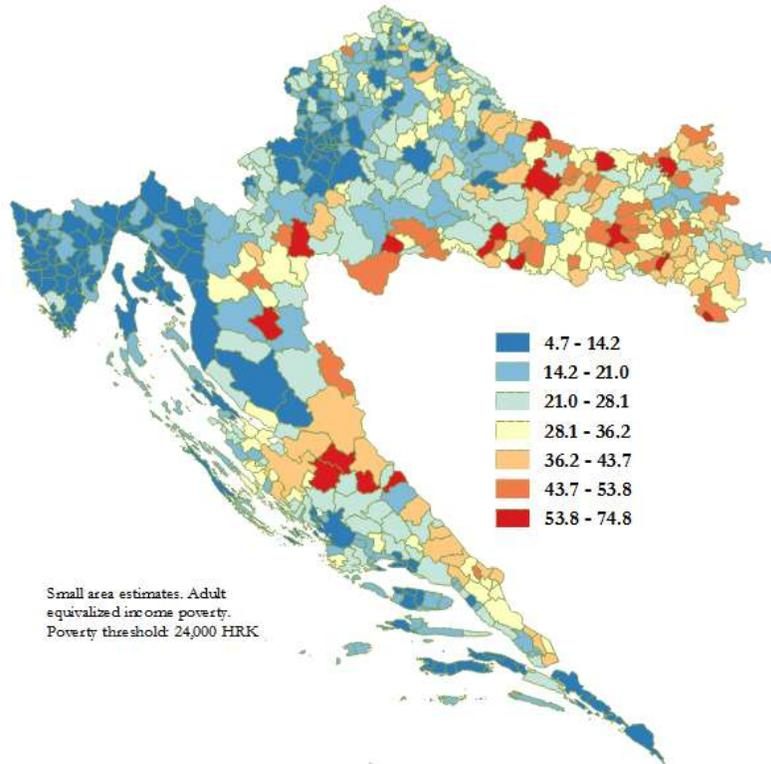 4.7 - 14.2
14.2 - 21.0
21.0 - 28.1
28.1 - 36.2
36.2 - 43.7
43.7 - 53.8
53.8 - 74.8
Small area estimates. Adult
equivalized income poverty.
Poverty threshold: 24,000 HRK